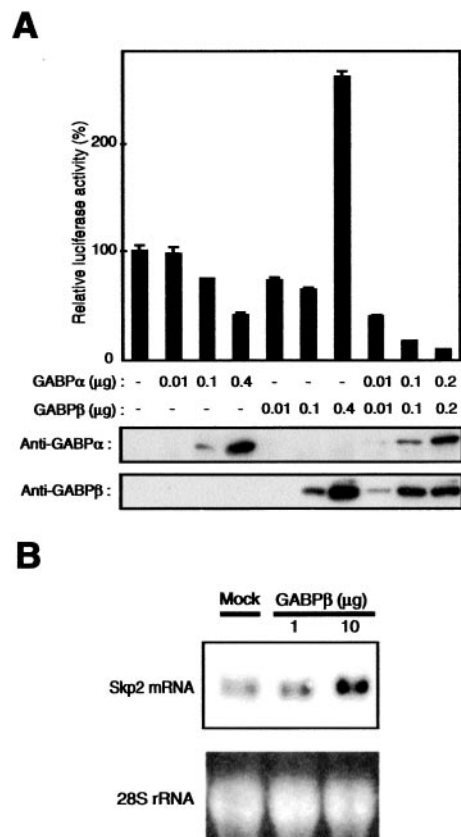 A
Relative luciferase activity (%)
200
100
0
GABPα (μg) : - 0.01 0.1 0.4 - - - 0.01 0.1 0.2
GABPβ (μg) : - - - - 0.01 0.1 0.4 0.01 0.1 0.2
Anti-GABPα :
Anti-GABPβ :
B
Mock GABPβ (μg)
1 10
Skp2 mRNA
28S rRNA